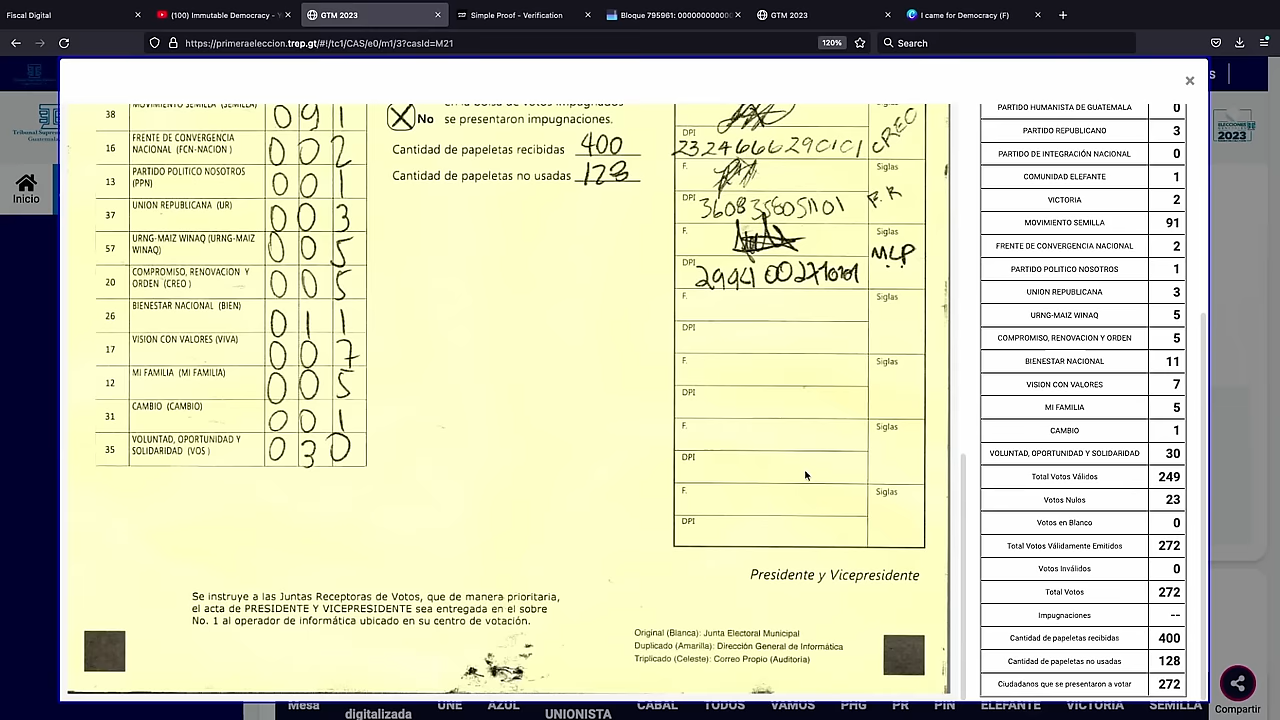 Fiscal Digital
(100) Immutable Democracy - Y
GTM 2023
Simple Proof - Verification
Bloque 795961: 00000000000
GTM 2023
I came for Democracy (F)
https://primeraeleccion.trep.gt/#!/tc1/CAS/e0/m1/3?casId=M21
120%
Search
Inicio
38 MOVIMIENTO SEMILLA (SEMILLA) 0 9 1
16 FRENTE DE CONVERGENCIA
NACIONAL (FCN-NACION ) 0 0 2
13 PARTIDO POLITICO NOSOTROS
(PPN) 0 0 1
37 UNION REPUBLICANA (UR) 0 0 3
57 URNG-MAIZ WINAQ (URNG-MAIZ
WINAQ) 0 0 5
20 COMPROMISO, RENOVACION Y
ORDEN (CREO ) 0 0 5
26 BIENESTAR NACIONAL (BIEN) 0 1 1
17 VISION CON VALORES (VIVA) 0 0 7
12 MI FAMILIA (MI FAMILIA) 0 0 5
31 CAMBIO (CAMBIO) 0 0 1
35 VOLUNTAD, OPORTUNIDAD Y
SOLIDARIDAD (VOS ) 0 3 0
en la bolsa de votos impugnados
X No se presentaron impugnaciones.
Cantidad de papeletas recibidas 400
Cantidad de papeletas no usadas 128
Siglas
DPI 2324666290101 CREO
F. Siglas
DPI F.R
F. Siglas
DPI MLP
F. Siglas
DPI
F. Siglas
DPI
F. Siglas
DPI
F. Siglas
DPI
Presidente y Vicepresidente
Se instruye a las Juntas Receptoras de Votos, que de manera prioritaria,
el acta de PRESIDENTE Y VICEPRESIDENTE sea entregada en el sobre
No. 1 al operador de informática ubicado en su centro de votación.
Original (Blanca): Junta Electoral Municipal
Duplicado (Amarilla): Dirección General de Informática
Triplicado (Celeste): Correo Propio (Auditoria)
PARTIDO HUMANISTA DE GUATEMALA 0
PARTIDO REPUBLICANO 3
PARTIDO DE INTEGRACIÓN NACIONAL 0
COMUNIDAD ELEFANTE 1
VICTORIA 2
MOVIMIENTO SEMILLA 91
FRENTE DE CONVERGENCIA NACIONAL 2
PARTIDO POLITICO NOSOTROS 1
UNION REPUBLICANA 3
URNG-MAIZ WINAQ 5
COMPROMISO, RENOVACION Y ORDEN 5
BIENESTAR NACIONAL 11
VISION CON VALORES 7
MI FAMILIA 5
CAMBIO 1
VOLUNTAD, OPORTUNIDAD Y SOLIDARIDAD 30
Total Votos Válidos 249
Votos Nulos 23
Votos en Blanco 0
Total Votos Válidamente Emitidos 272
Votos Inválidos 0
Total Votos 272
Impugnaciones --
Cantidad de papeletas recibidas 400
Cantidad de papeletas no usadas 128
Ciudadanos que se presentaron a votar 272
Compartir
Mesa digitalizada UNE AZUL UNIONISTA CABAL TODOS VAMOS PHG PR PIN ELEFANTE VICTORIA SEMILLA